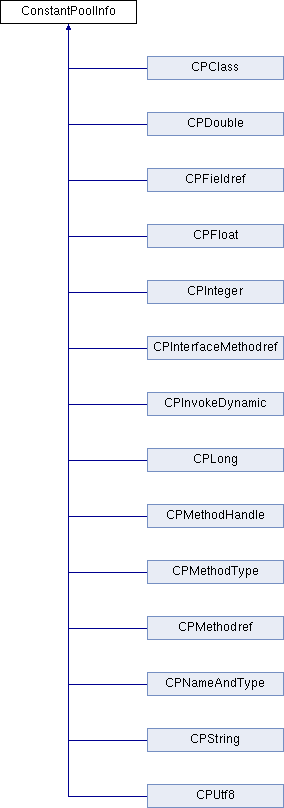 ConstantPoolInfo
CPClass
CPDouble
CPFieldref
CPFloat
CPInteger
CPInterfaceMethodref
CPInvokeDynamic
CPLong
CPMethodHandle
CPMethodType
CPMethodref
CPNameAndType
CPString
CPUtf8